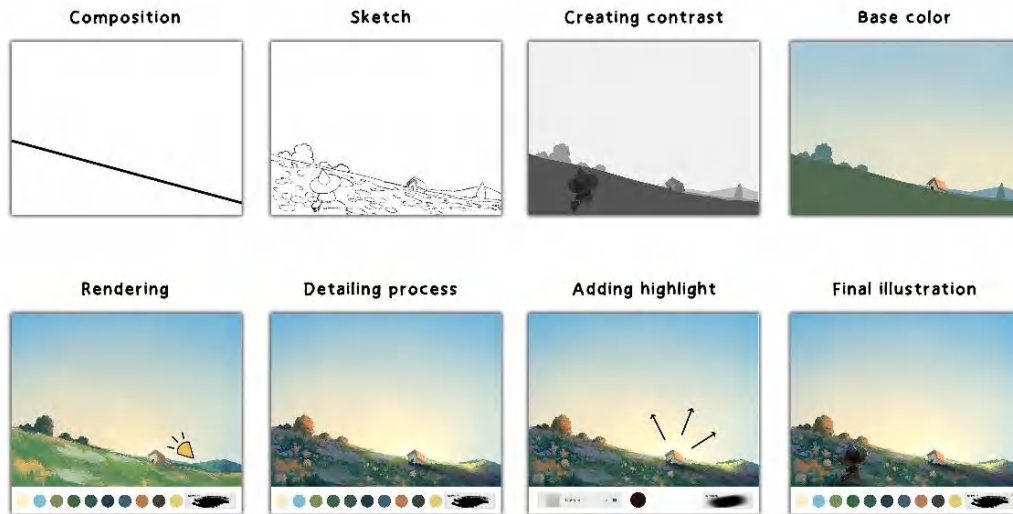 Composition
Sketch
Creating contrast
Base color
Rendering
Detailing process
Adding highlight
Final illustration